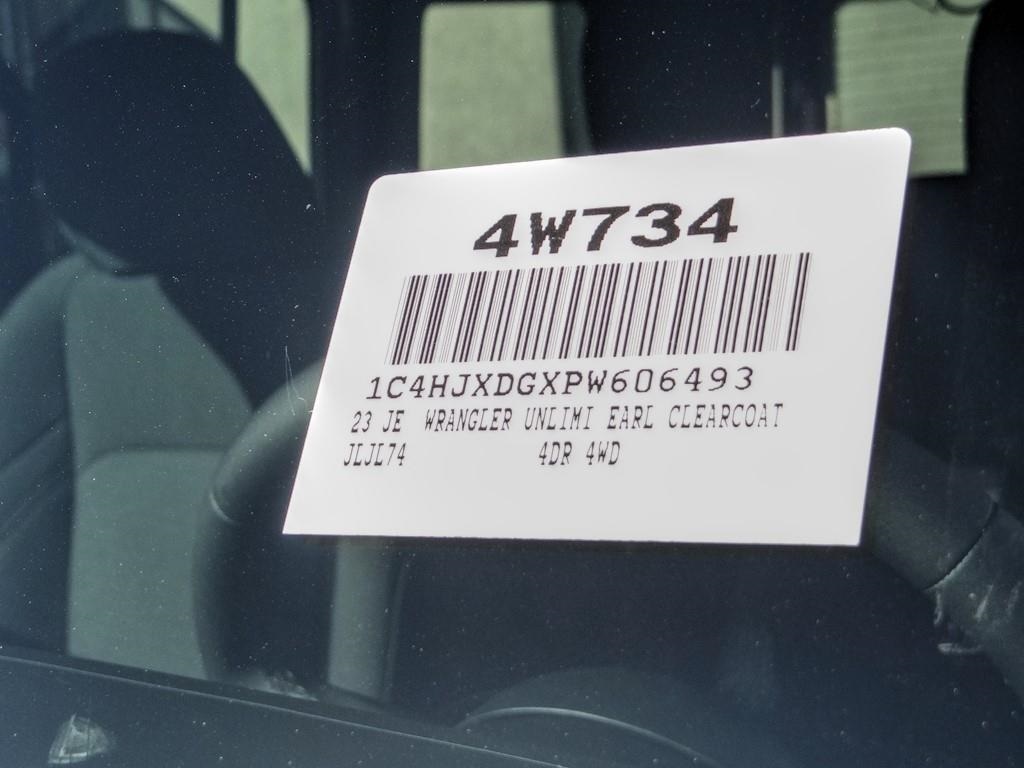 4W734
1C4HJXDGXPW606493
23 JE WRANGLER UNLIMI EARL CLEARCOAT
JLJL74 4DR 4WD